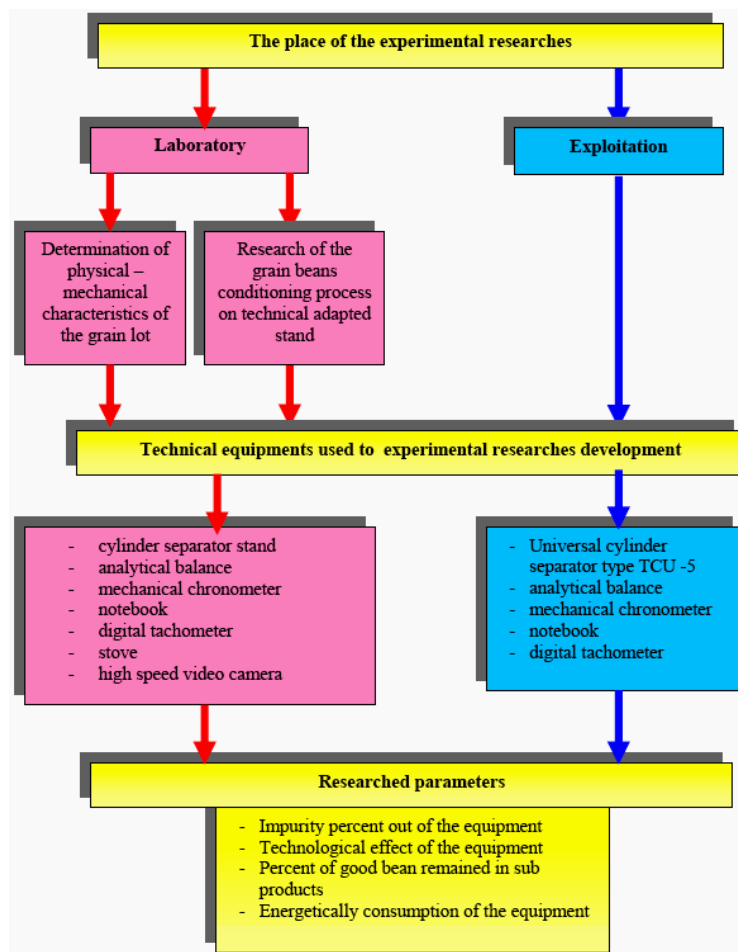 The place of the experimental researches
Laboratory
Exploitation
Determination of
physical –
mechanical
characteristics of
the grain lot
Research of the
grain beans
conditioning process
on technical adapted
stand
Technical equipments used to experimental researches development
- cylinder separator stand
- analytical balance
- mechanical chronometer
- notebook
- digital tachometer
- stove
- high speed video camera
- Universal cylinder
separator type TCU -5
- analytical balance
- mechanical chronometer
- notebook
- digital tachometer
Researched parameters
- Impurity percent out of the equipment
- Technological effect of the equipment
- Percent of good bean remained in sub
products
- Energetically consumption of the equipment